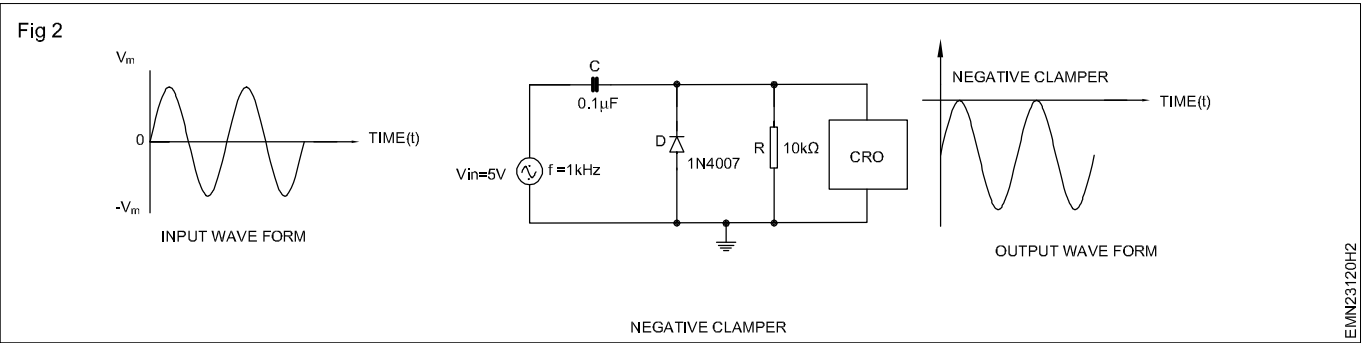 Fig 2
Vm
0
-Vm
TIME(t)
INPUT WAVE FORM
C
0.1µF
Vin=5V
f =1kHz
D
1N4007
R
10kΩ
CRO
NEGATIVE CLAMPER
TIME(t)
OUTPUT WAVE FORM
NEGATIVE CLAMPER
EMN23120H2